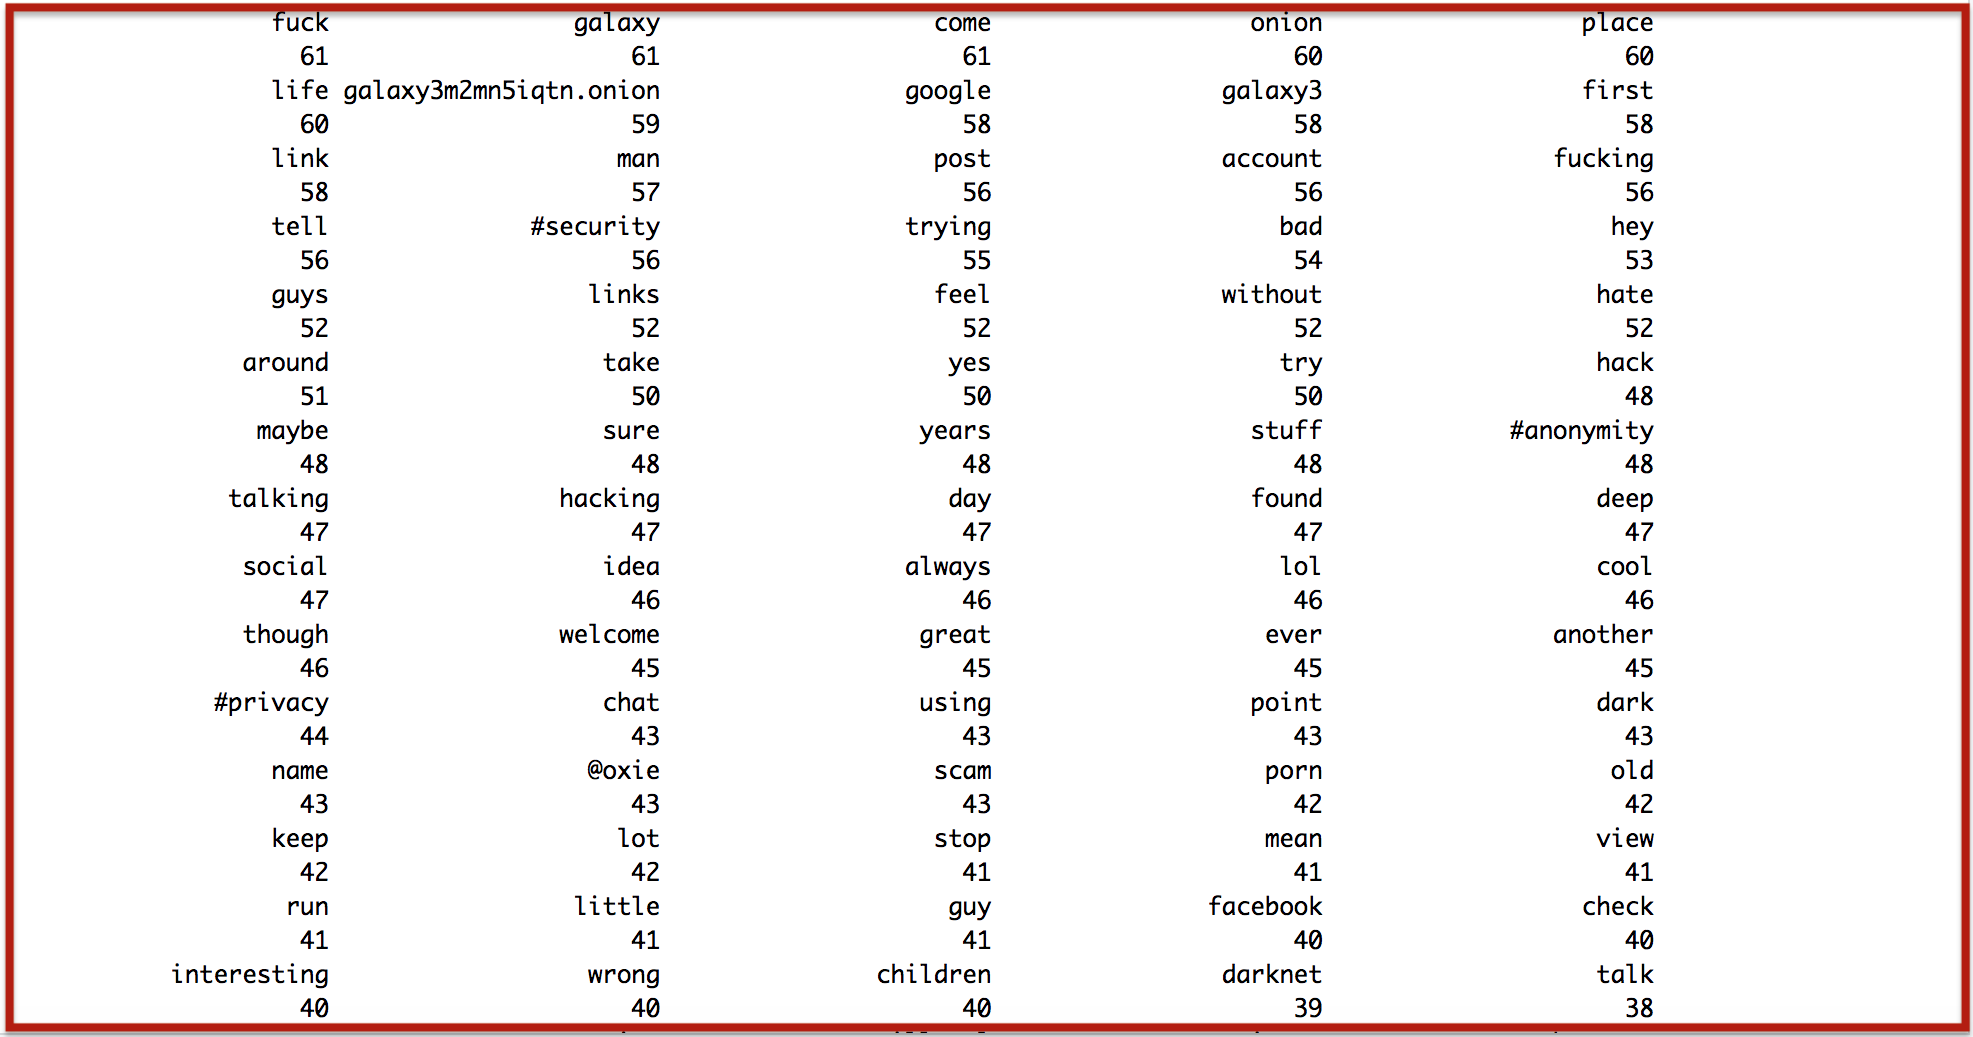 fuck galaxy come onion place
61 61 61 60 60
life galaxy3m2mn5iqtn.onion google galaxy3 first
60 59 58 58 58
link man post account fucking
58 57 56 56 56
tell #security trying bad hey
56 56 55 54 53
guys links feel without hate
52 52 52 52 52
around take yes try hack
51 50 50 50 48
maybe sure years stuff #anonymity
48 48 48 48 48
talking hacking day found deep
47 47 47 47 47
social idea always lol cool
47 46 46 46 46
though welcome great ever another
46 45 45 45 45
#privacy chat using point dark
44 43 43 43 43
name @oxie scam porn old
43 43 43 42 42
keep lot stop mean view
42 42 41 41 41
run little guy facebook check
41 41 41 40 40
interesting wrong children darknet talk
40 40 40 39 38